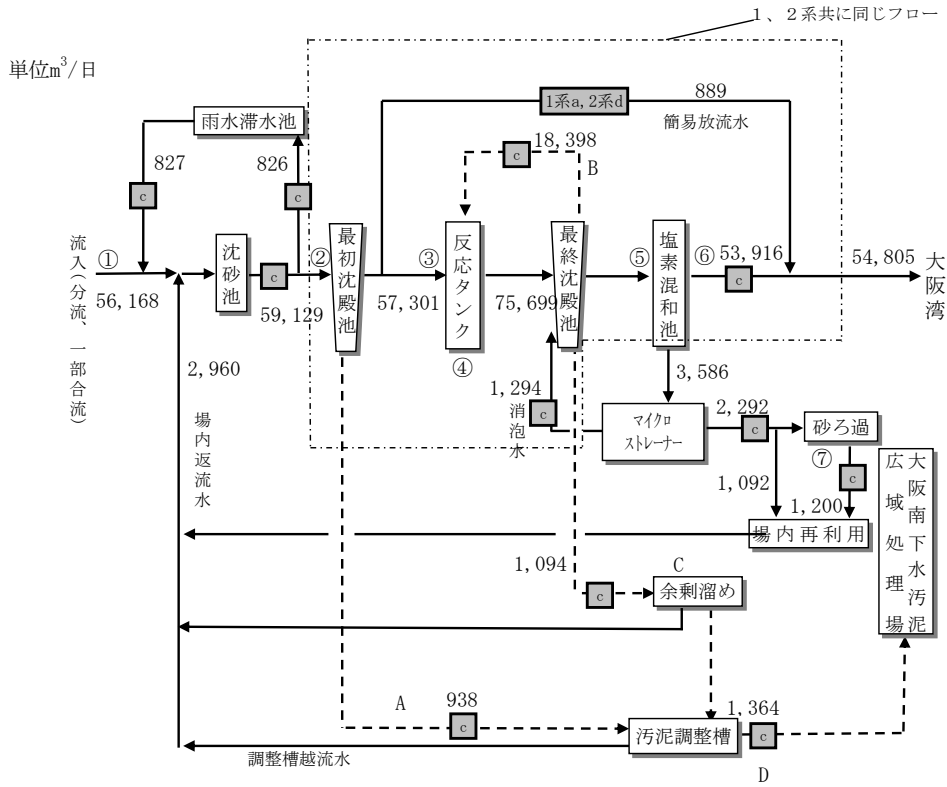 1、2系共に同じフロー
単位m³/日
1系a,2系d
889
簡易放流水
雨水滞水池
827
826
c
c
c
18,398
B
流入(分流、一部合流)
①
56,168
沈砂池
c
59,129
②
最初沈殿池
③
57,301
反応タンク
④
75,699
最終沈殿池
⑤
塩素混和池
⑥
53,916
c
54,805
大阪湾
2,960
場内返流水
1,294
c
消泡水
3,586
マイクロ
ストレーナー
2,292
c
砂ろ過
⑦
c
1,092
1,200
場内再利用
大阪南下水汚泥
広域処理場
1,094
c
C
余剰溜め
A
938
c
1,364
汚泥調整槽
c
調整槽越流水
D